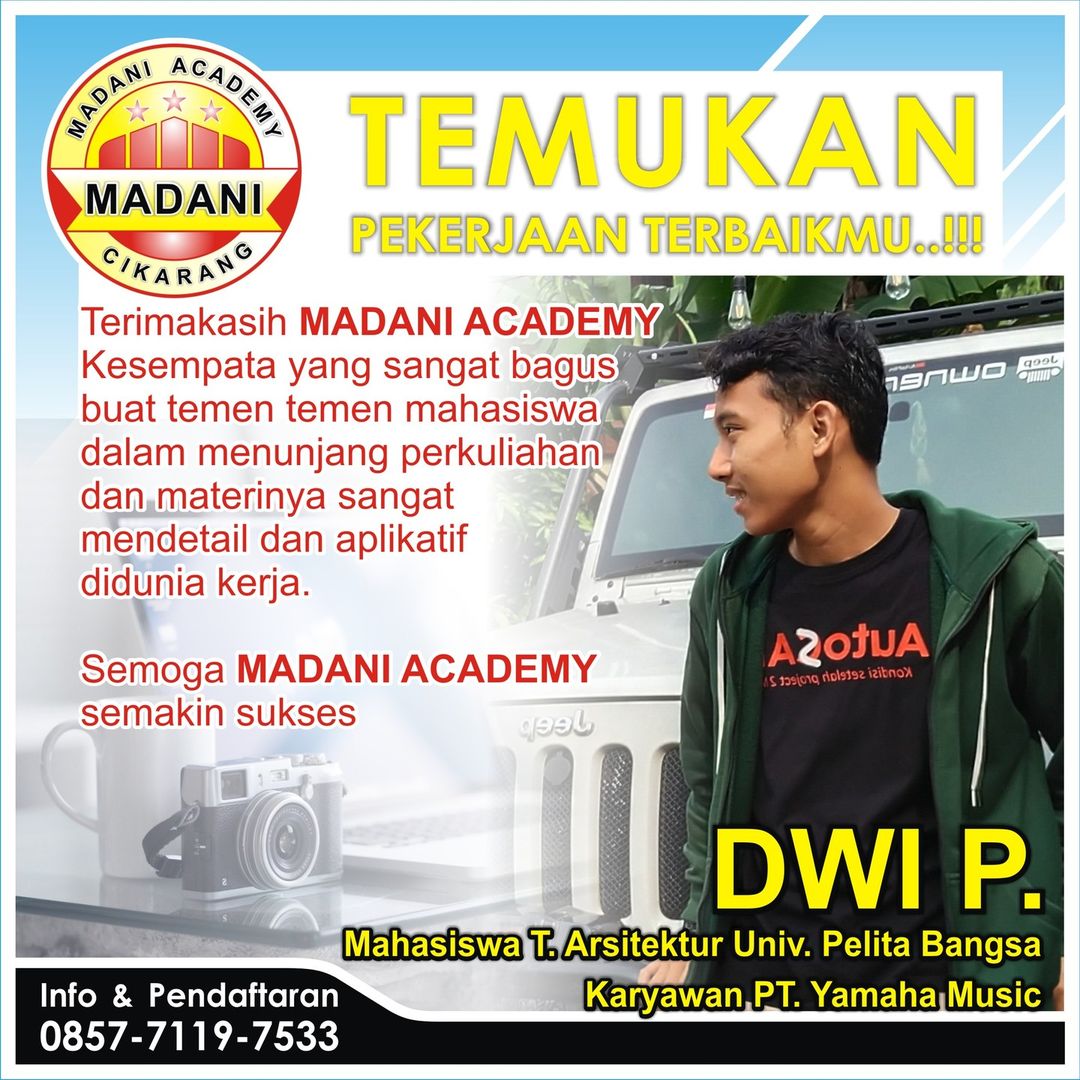 MADANI ACADEMY
MADANI
CIKARANG
TEMUKAN
PEKERJAAN TERBAIKMU..!!!
Terimakasih MADANI ACADEMY
Kesempata yang sangat bagus
buat temen temen mahasiswa
dalam menunjang perkuliahan
dan materinya sangat
mendetail dan aplikatif
didunia kerja.
Semoga MADANI ACADEMY
semakin sukses
Jeep
Jeep
AutoS
Kondisi setelah project 2
DWI P.
Mahasiswa T. Arsitektur Univ. Pelita Bangsa
Karyawan PT. Yamaha Music
Info & Pendaftaran
0857-7119-7533